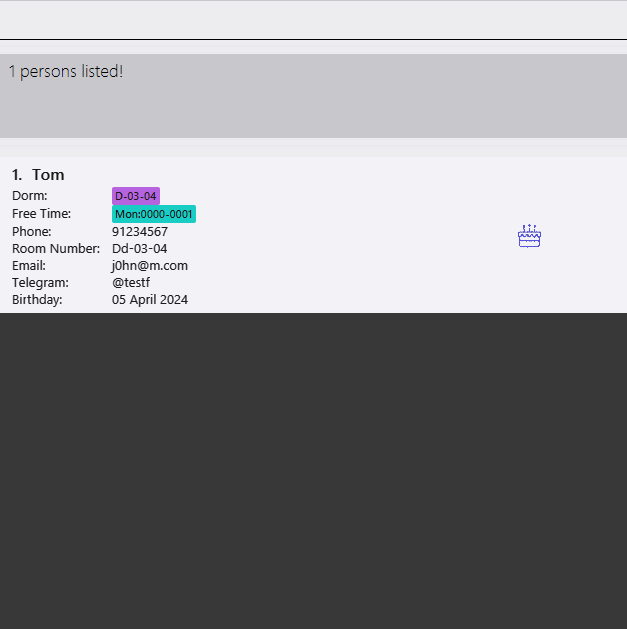 1 persons listed!
1. Tom
Dorm: D-03-04
Free Time: Mon:0000-0001
Phone: 91234567
Room Number: Dd-03-04
Email: j0hn@m.com
Telegram: @testf
Birthday: 05 April 2024